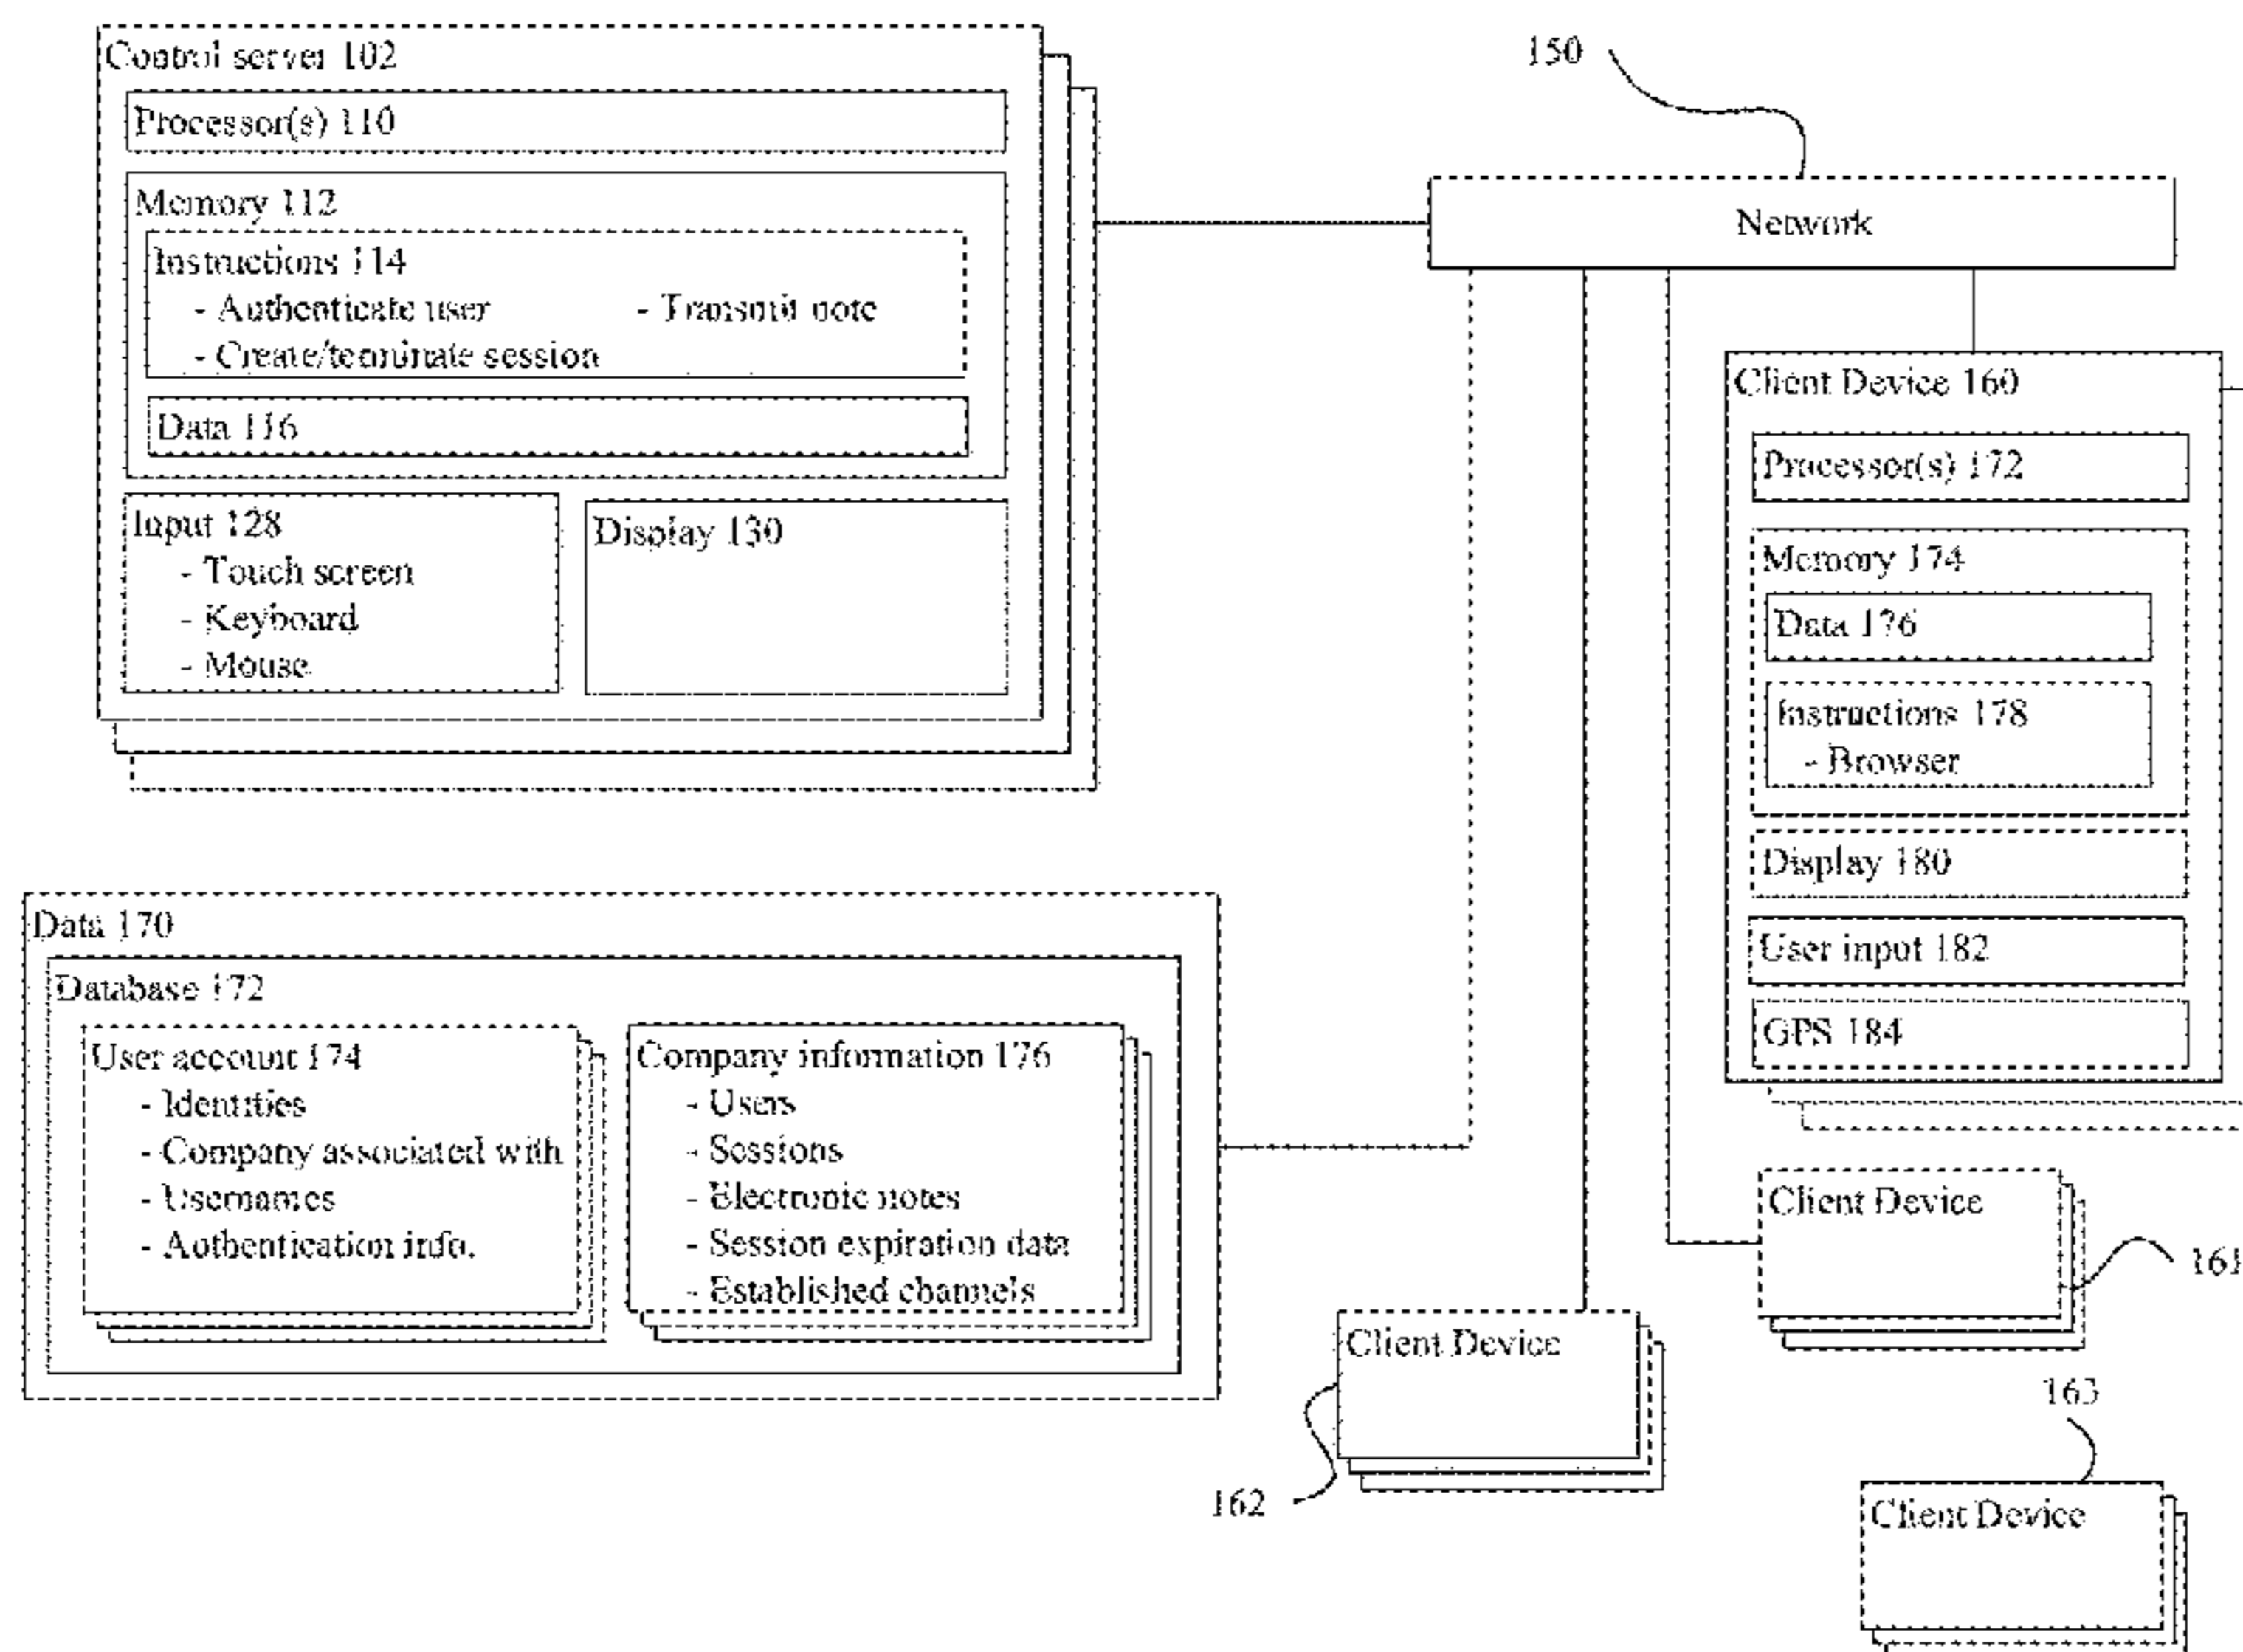 Control server 102
Processor(s) 110
Memory 112
Instructions 114
- Authenticate user - Transmit note
- Create/terminate session
Data 116
Input 128
- Touch screen
- Keyboard
- Mouse
Display 130
150
Network
Client Device 160
Processor(s) 172
Memory 174
Data 176
Instructions 178
- Browser
Display 180
User input 182
GPS 184
Data 170
Database 172
User account 174
- Identities
- Company associated with
- Usernames
- Authentication info.
Company information 176
- Users
- Sessions
- Electronic notes
- Session expiration data
- Established channels
Client Device
161
Client Device
162
163
Client Device